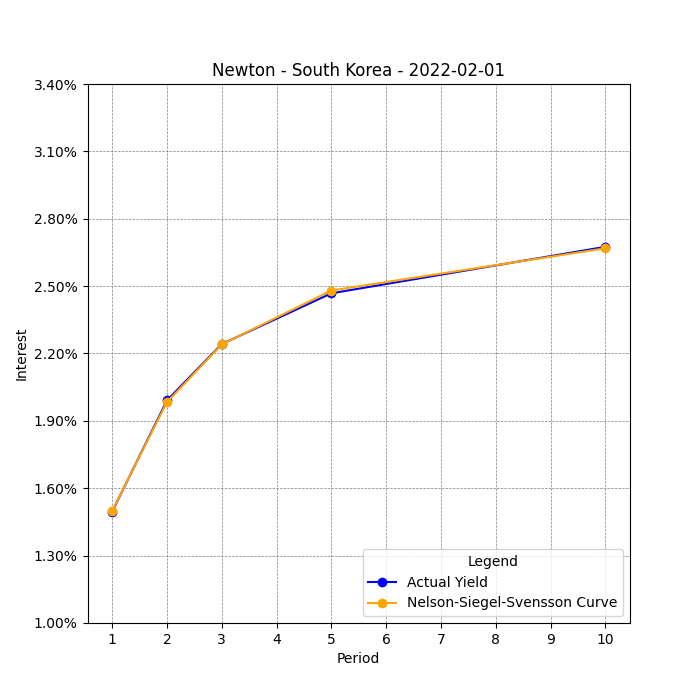 Newton - South Korea - 2022-02-01
3.40%
3.10%
2.80%
2.50%
2.20%
1.90%
1.60%
1.30%
1.00%
Interest
Legend
Actual Yield
Nelson-Siegel-Svensson Curve
1 2 3 4 5 6 7 8 9 10
Period